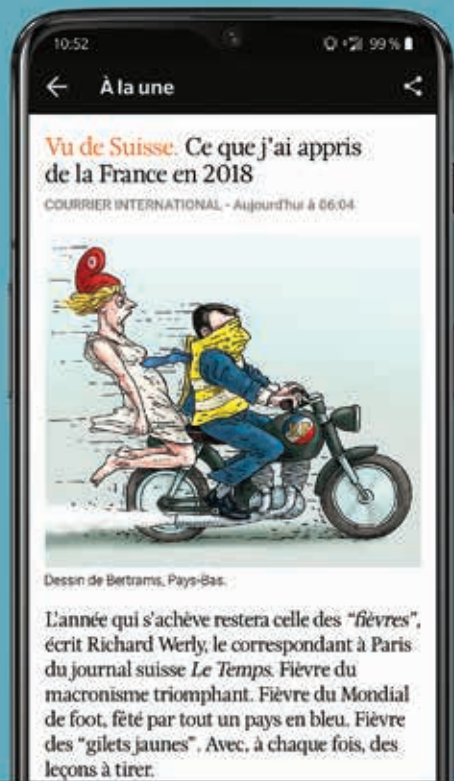 10:52
99 %
À la une
Vu de Suisse. Ce que j'ai appris
de la France en 2018
COURRIER INTERNATIONAL - Aujourd'hui à 06:04
Dessin de Bertrams, Pays-Bas.
L'année qui s'achève restera celle des "fièvres",
écrit Richard Werly, le correspondant à Paris
du journal suisse Le Temps. Fièvre du
macronisme triomphant. Fièvre du Mondial
de foot, fêté par tout un pays en bleu. Fièvre
des "gilets jaunes". Avec, à chaque fois, des
leçons à tirer.